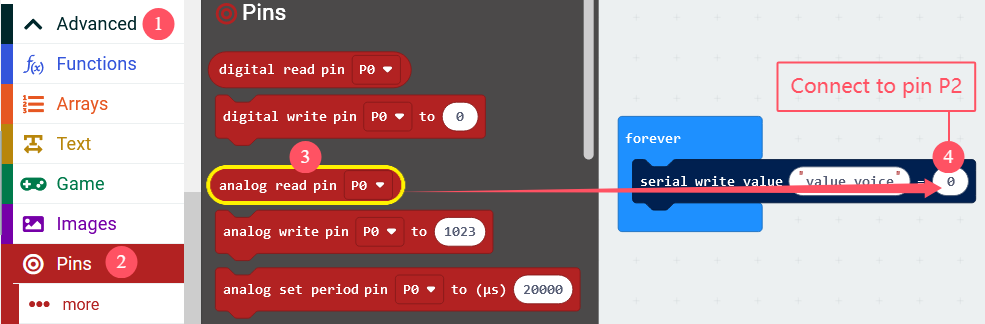 Advanced 1
f(x) Functions
Arrays
Text
Game
Images
Pins 2
more
Pins
digital read pin P0
digital write pin P0 to 0
3
analog read pin P0
analog write pin P0 to 1023
analog set period pin P0 to (µs) 20000
Connect to pin P2
forever
4
serial write value "value voice" = 0